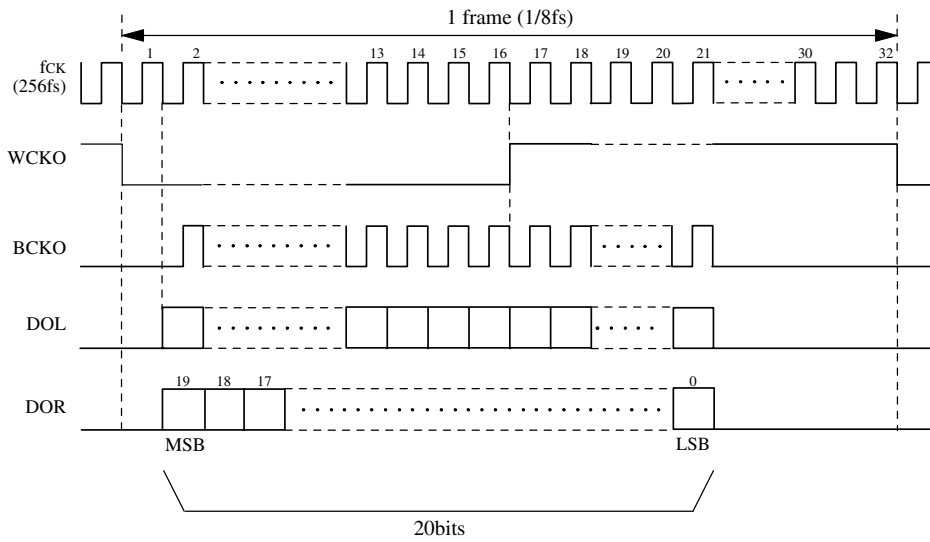 1 frame (1/8fs)
1 2 13 14 15 16 17 18 19 20 21 30 32
fCK
(256fs)
WCKO
BCKO
DOL
DOR
19 18 17 0
MSB LSB
20bits